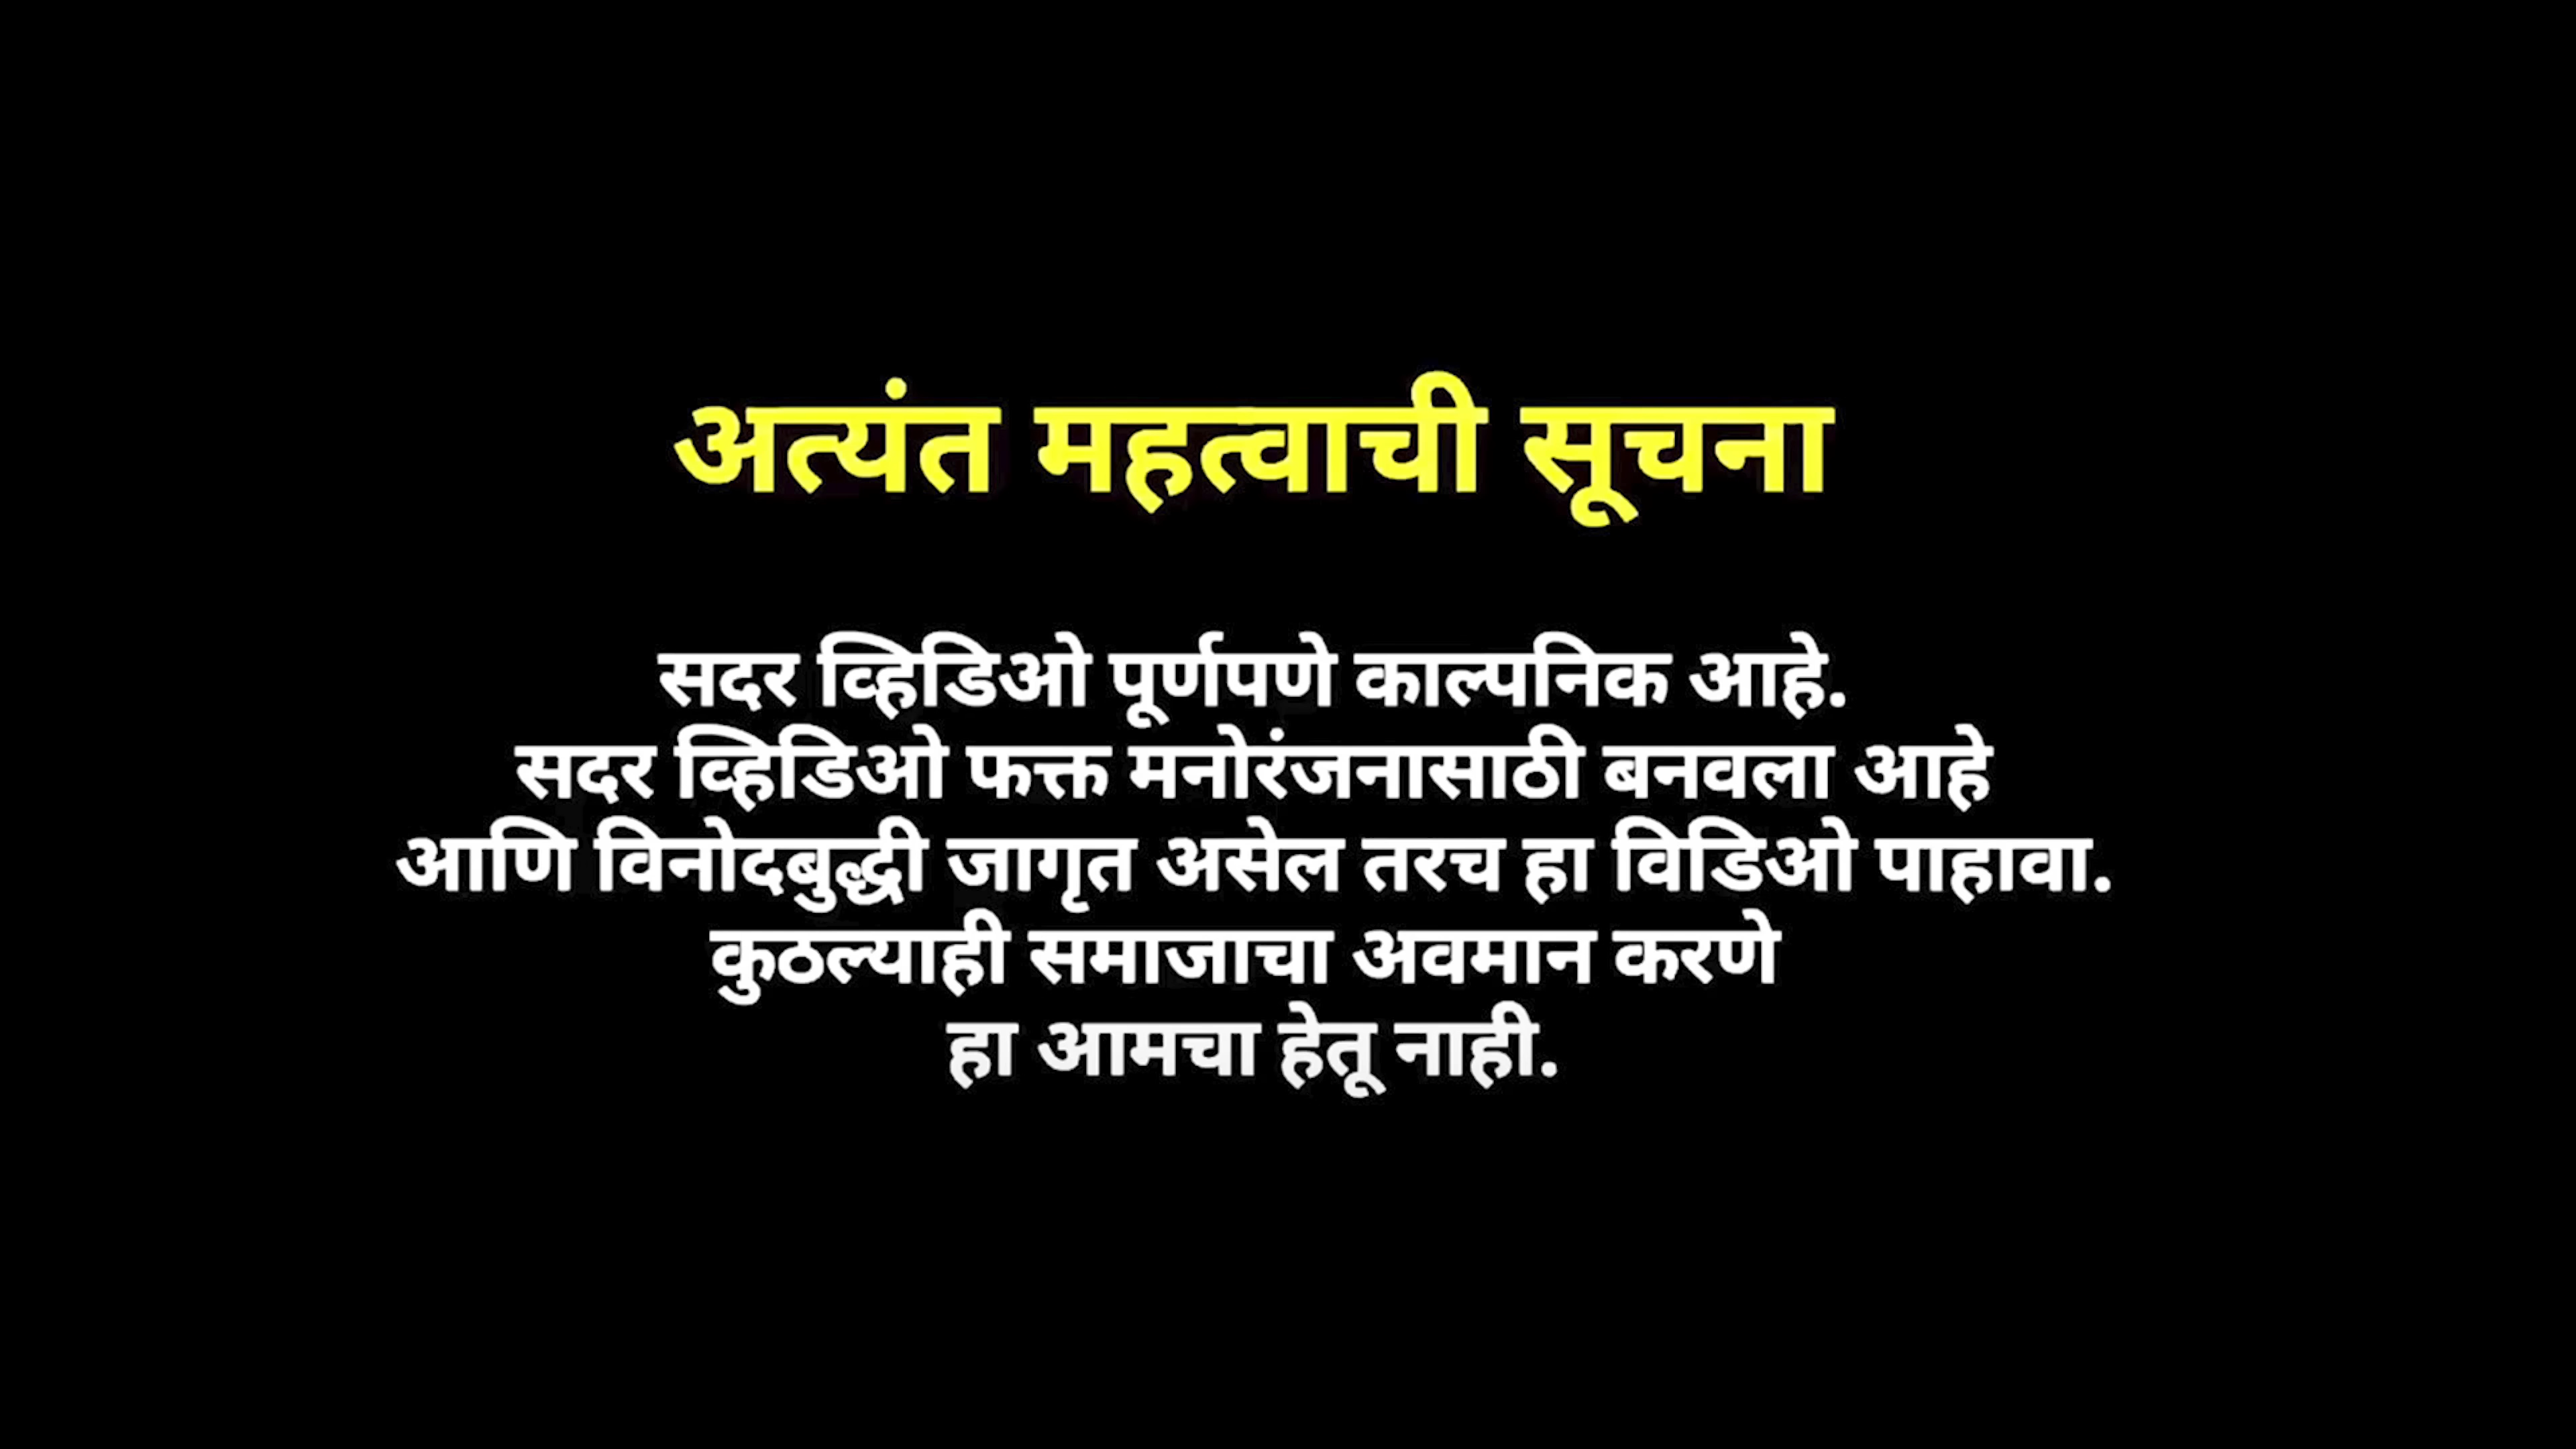 अत्यंत महत्वाची सूचना
सदर व्हिडिओ पूर्णपणे काल्पनिक आहे.
सदर व्हिडिओ फक्त मनोरंजनासाठी बनवला आहे
आणि विनोदबुद्धी जागृत असेल तरच हा विडिओ पाहावा.
कुठल्याही समाजाचा अवमान करणे
हा आमचा हेतू नाही.